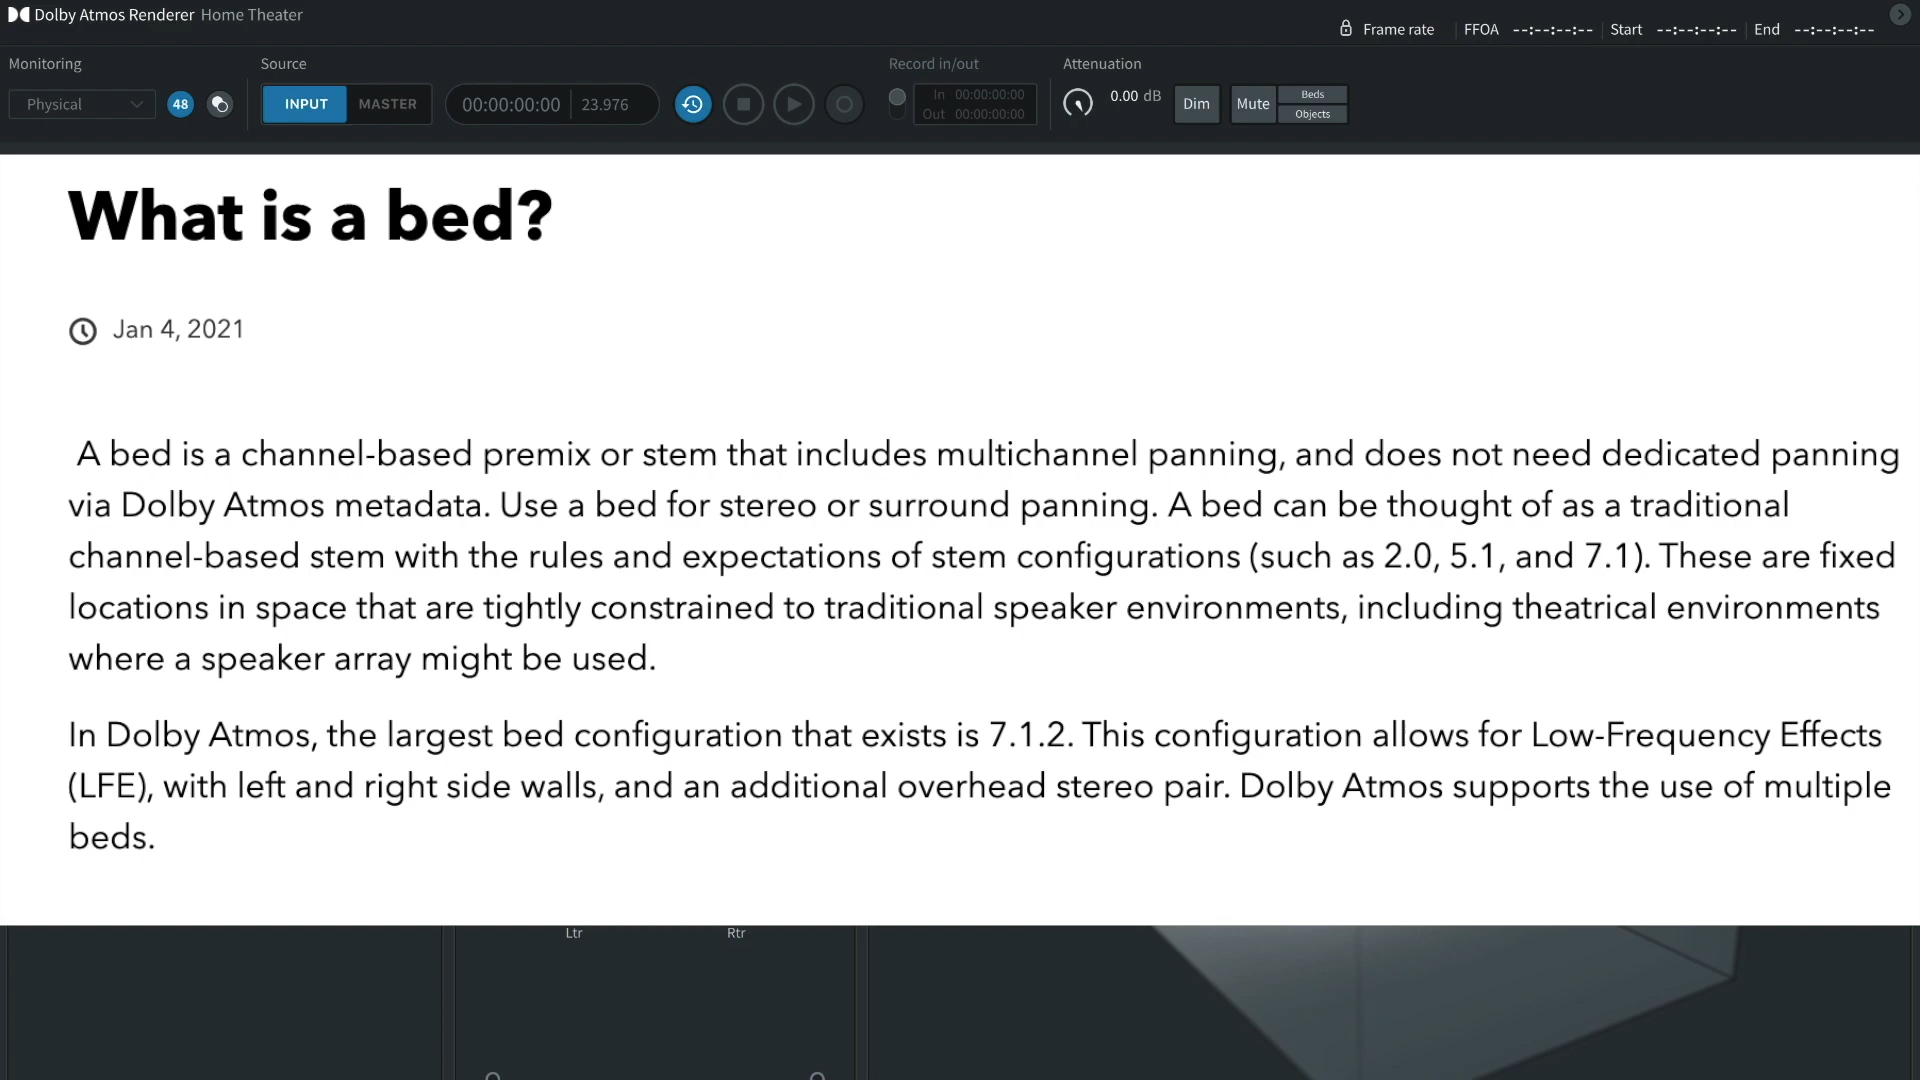 Dolby Atmos Renderer Home Theater
Frame rate FFOA --:--:--:-- Start --:--:--:-- End --:--:--:--
Monitoring Source Record in/out Attenuation
Physical 48 INPUT MASTER 00:00:00:00 23.976 In 00:00:00:00 0.00 dB Dim Mute Beds
Out 00:00:00:00 Objects
What is a bed?
Jan 4, 2021
A bed is a channel-based premix or stem that includes multichannel panning, and does not need dedicated panning
via Dolby Atmos metadata. Use a bed for stereo or surround panning. A bed can be thought of as a traditional
channel-based stem with the rules and expectations of stem configurations (such as 2.0, 5.1, and 7.1). These are fixed
locations in space that are tightly constrained to traditional speaker environments, including theatrical environments
where a speaker array might be used.
In Dolby Atmos, the largest bed configuration that exists is 7.1.2. This configuration allows for Low-Frequency Effects
(LFE), with left and right side walls, and an additional overhead stereo pair. Dolby Atmos supports the use of multiple
beds.
Ltr Rtr